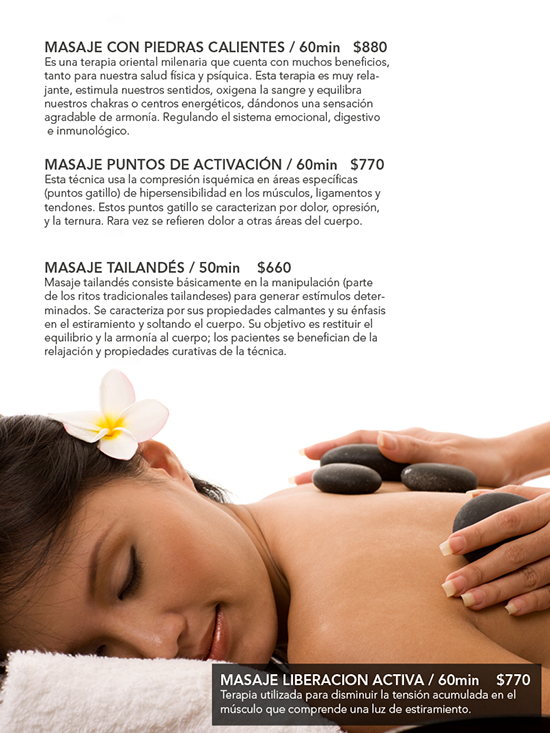 MASAJE CON PIEDRAS CALIENTES / 60min $880
Es una terapia oriental milenaria que cuenta con muchos beneficios,
tanto para nuestra salud física y psíquica. Esta terapia es muy rela-
jante, estimula nuestros sentidos, oxigena la sangre y equilibra
nuestros chakras o centros energéticos, dándonos una sensación
agradable de armonía. Regulando el sistema emocional, digestivo
e inmunológico.
MASAJE PUNTOS DE ACTIVACIÓN / 60min $770
Esta técnica usa la compresión isquémica en áreas específicas
(puntos gatillo) de hipersensibilidad en los músculos, ligamentos y
tendones. Estos puntos gatillo se caracterizan por dolor, opresión,
y la ternura. Rara vez se refieren dolor a otras áreas del cuerpo.
MASAJE TAILANDÉS / 50min $660
Masaje tailandés consiste básicamente en la manipulación (parte
de los ritos tradicionales tailandeses) para generar estímulos deter-
minados. Se caracteriza por sus propiedades calmantes y su énfasis
en el estiramiento y soltando el cuerpo. Su objetivo es restituir el
equilibrio y la armonía al cuerpo; los pacientes se benefician de la
relajación y propiedades curativas de la técnica.
MASAJE LIBERACION ACTIVA / 60min $770
Terapia utilizada para disminuir la tensión acumulada en el
músculo que comprende una luz de estiramiento.